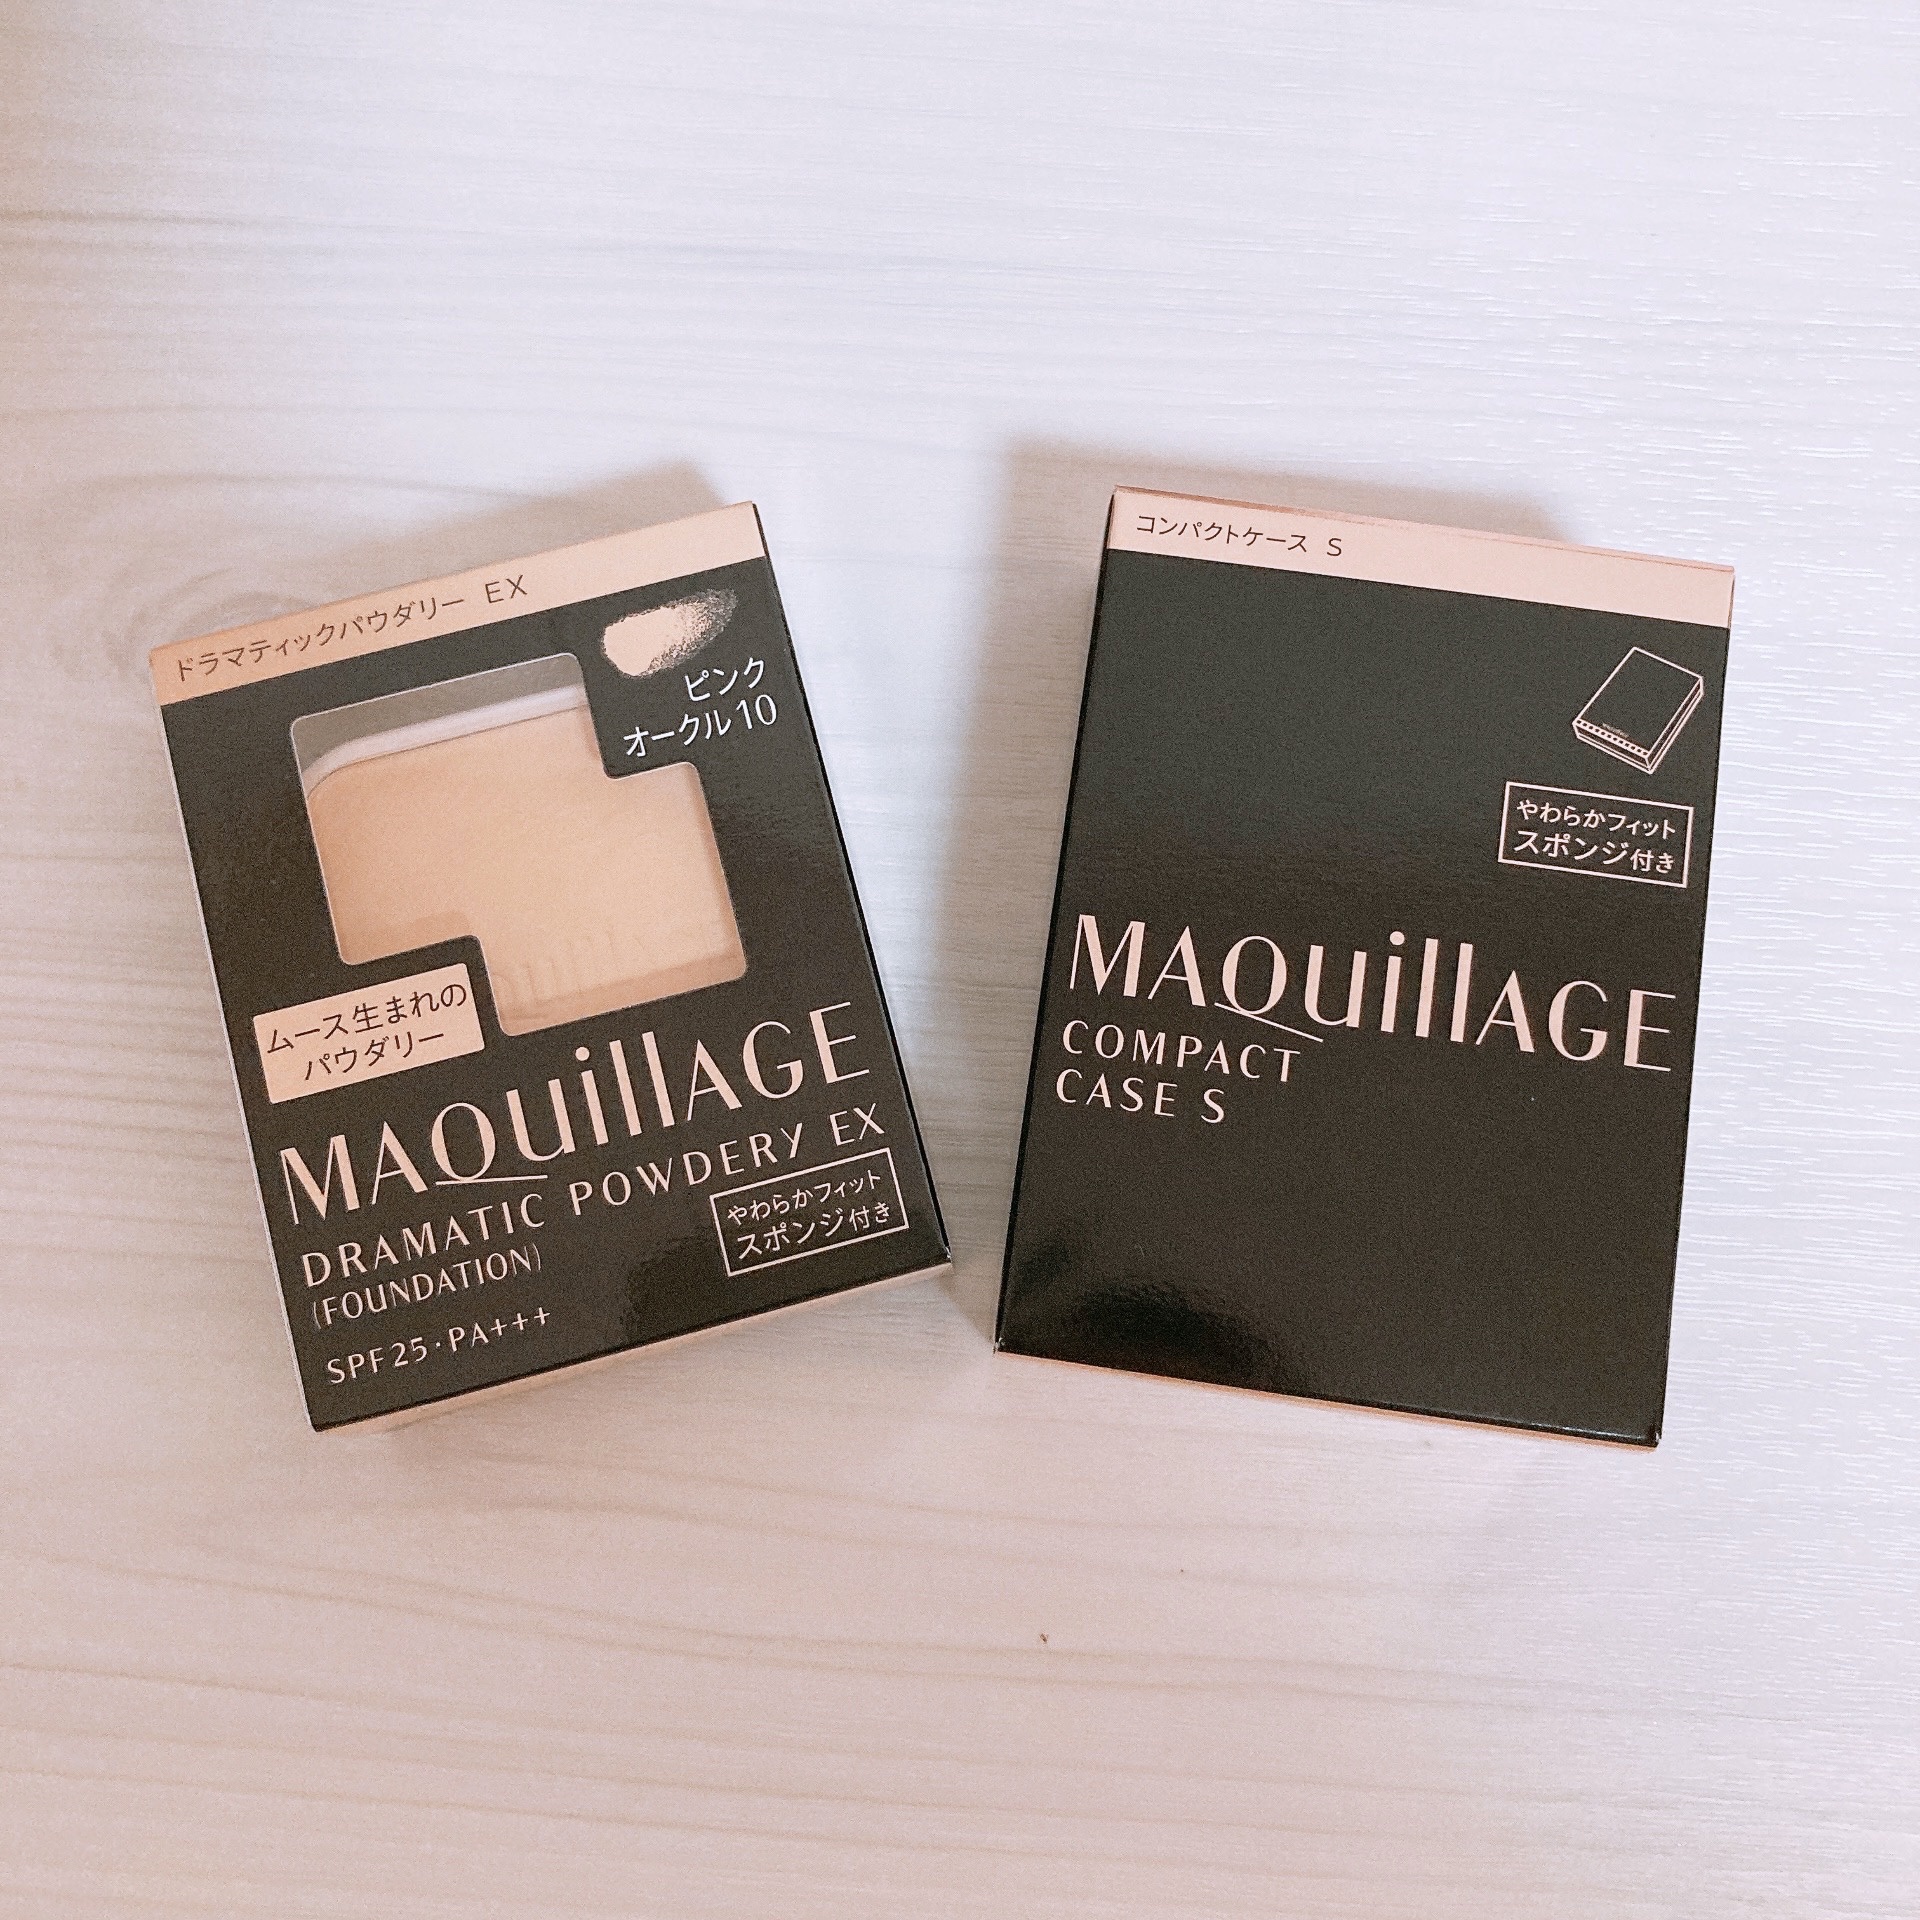 ドラマティックパウダリー EX
ピンク
オークル10
ムース生まれの
パウダリー
MAQuillAGE
DRAMATIC POWDERY EX
(FOUNDATION)
やわらかフィット
スポンジ付き
SPF25・PA+++
コンパクトケース S
やわらかフィット
スポンジ付き
MAQuillAGE
COMPACT
CASE S